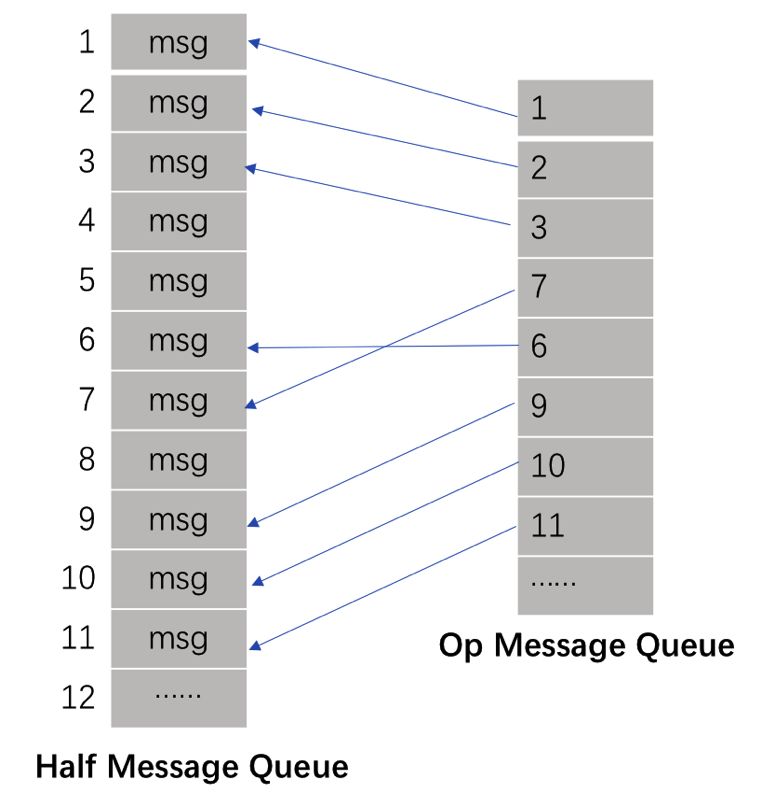 1 msg
2 msg
3 msg
4 msg
5 msg
6 msg
7 msg
8 msg
9 msg
10 msg
11 msg
12 ······
Half Message Queue
1
2
3
7
6
9
10
11
······
Op Message Queue